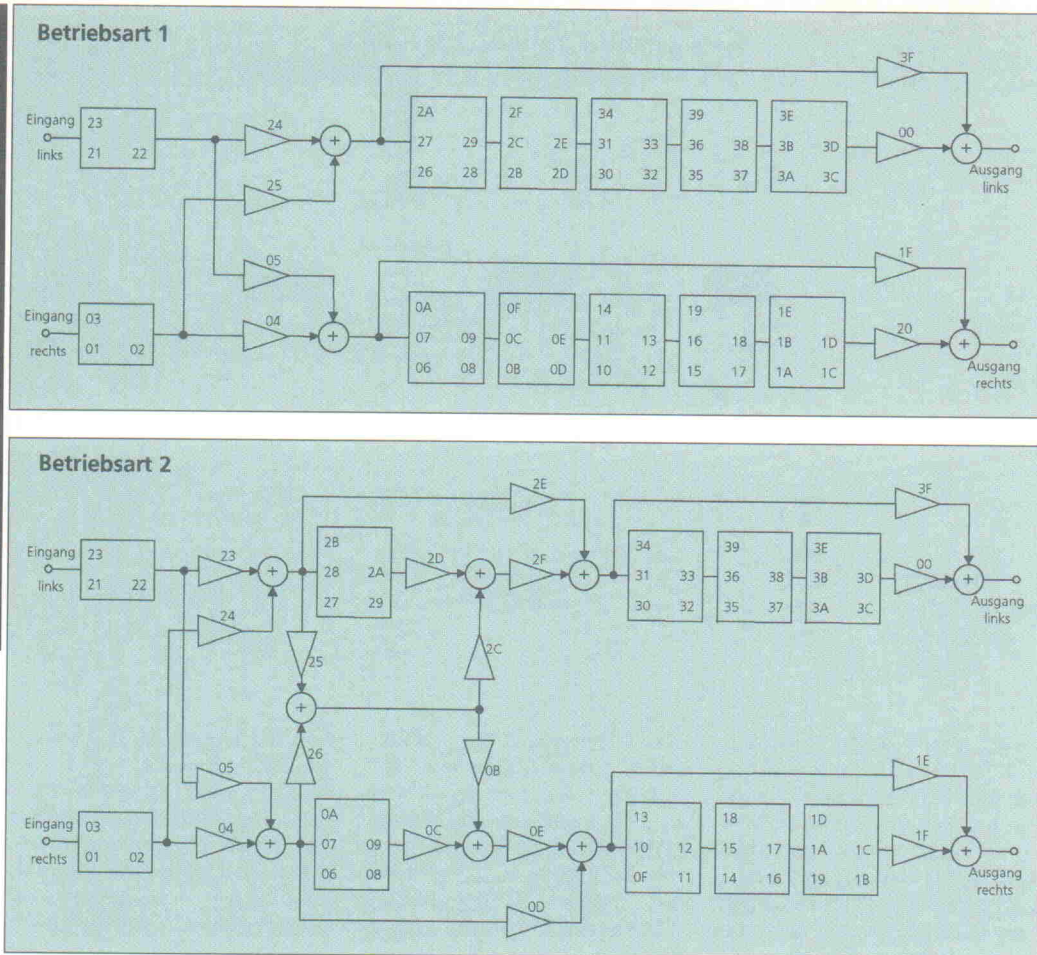 Betriebsart 1
3F
Eingang
links
23
21 22
24
25
2A
27 29
26 28
2F
2C 2E
2B 2D
34
31 33
30 32
39
36 38
35 37
3E
3B 3D
3A 3C
00
Ausgang
links
05
1F
Eingang
rechts
03
01 02
04
0A
07 09
06 08
0F
0C 0E
0B 0D
14
11 13
10 12
19
16 18
15 17
1E
1B 1D
1A 1C
20
Ausgang
rechts
Betriebsart 2
2E
3F
Eingang
links
23
21 22
23
24
2B
28 2A
27 29
2D
2F
34
31 33
30 32
39
36 38
35 37
3E
3B 3D
3A 3C
00
Ausgang
links
25
2C
26
0B
05
1E
Eingang
rechts
03
01 02
04
0A
07 09
06 08
0C
0E
13
10 12
0F 11
18
15 17
14 16
1D
1A 1C
19 1B
1F
Ausgang
rechts
0D